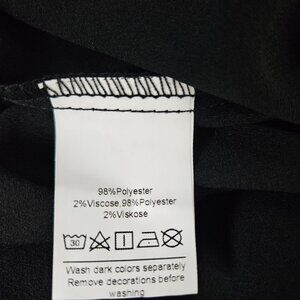 98%Polyester
2%Viscose,98%Polyester
2%Viskose
30
Wash dark colors separately
Remove decorations before
washing